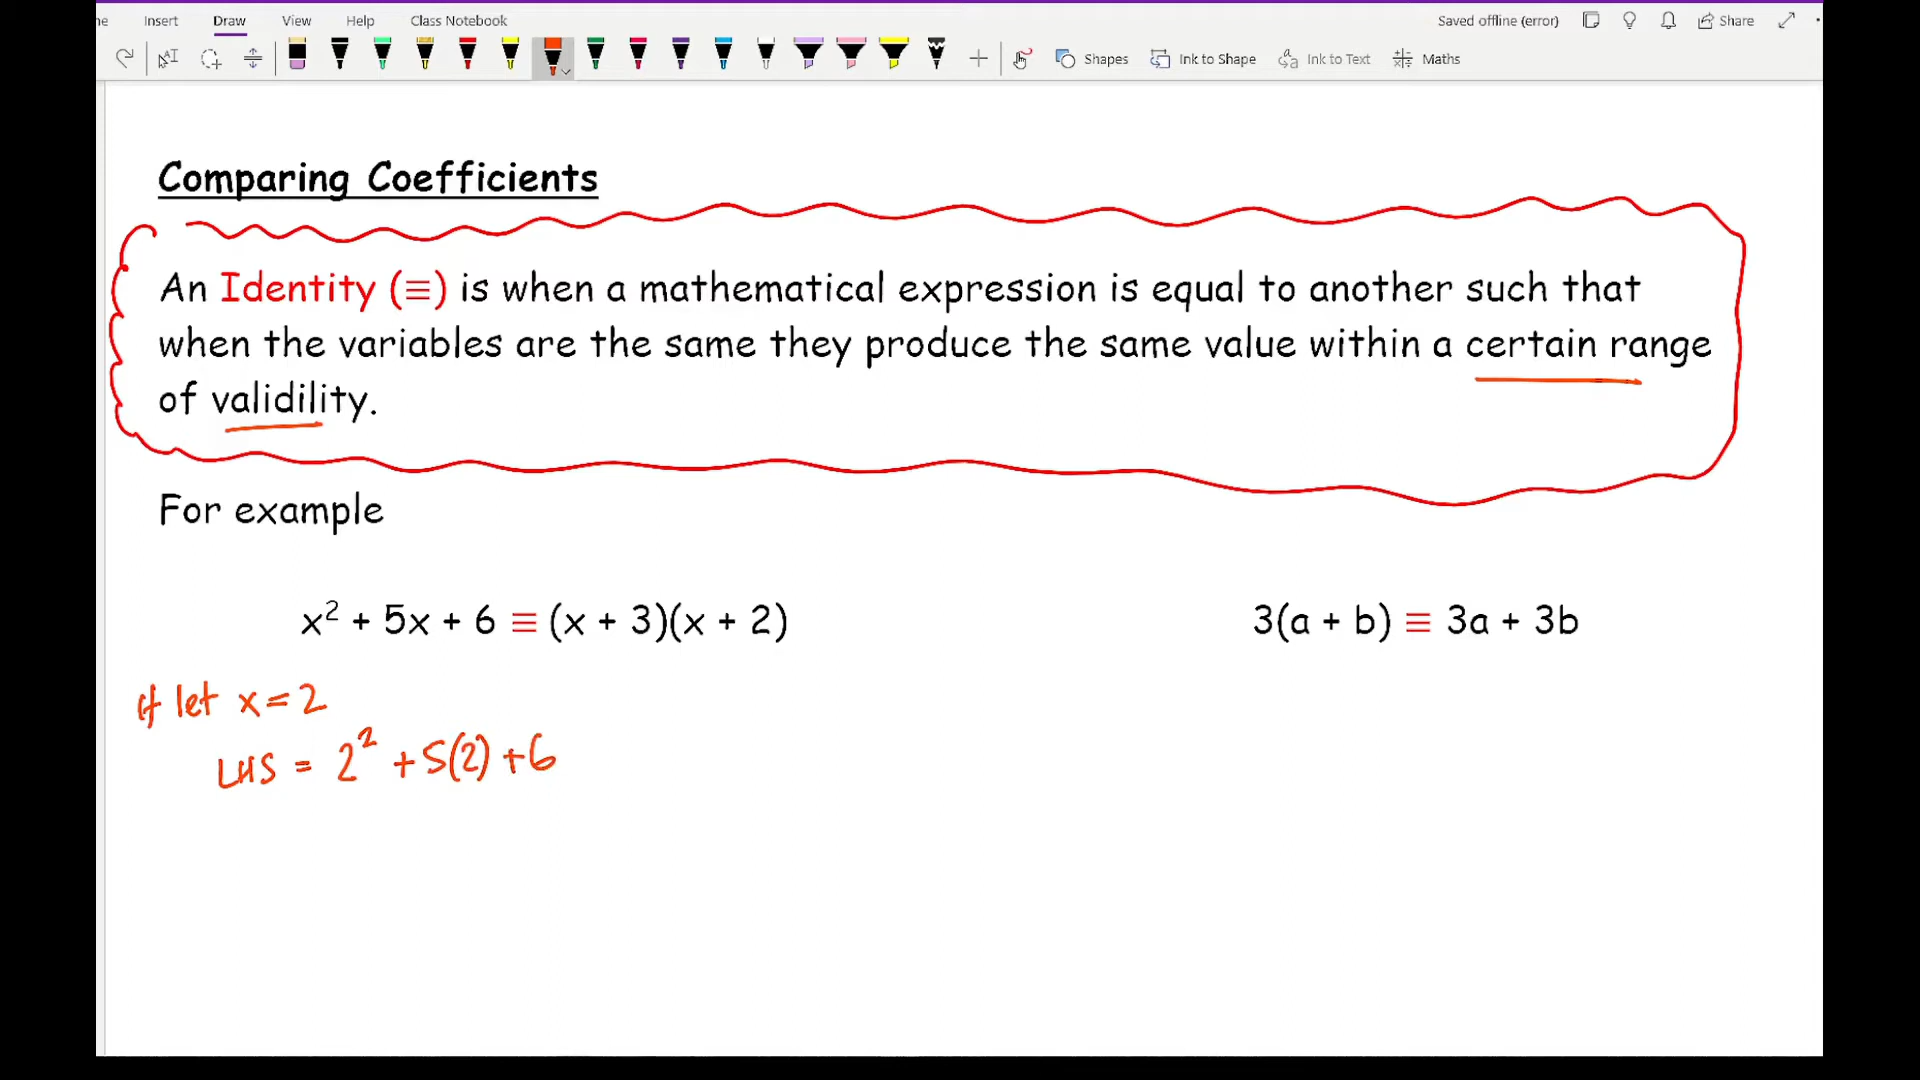 Insert Draw View Help Class Notebook Saved offline (error) Share
Shapes Ink to Shape Ink to Text Maths
Comparing Coefficients
An Identity (≡) is when a mathematical expression is equal to another such that
when the variables are the same they produce the same value within a certain range
of validility.
For example
x² + 5x + 6 ≡ (x + 3)(x + 2) 3(a + b) ≡ 3a + 3b
If let x = 2
LHS = 2² + 5(2) + 6